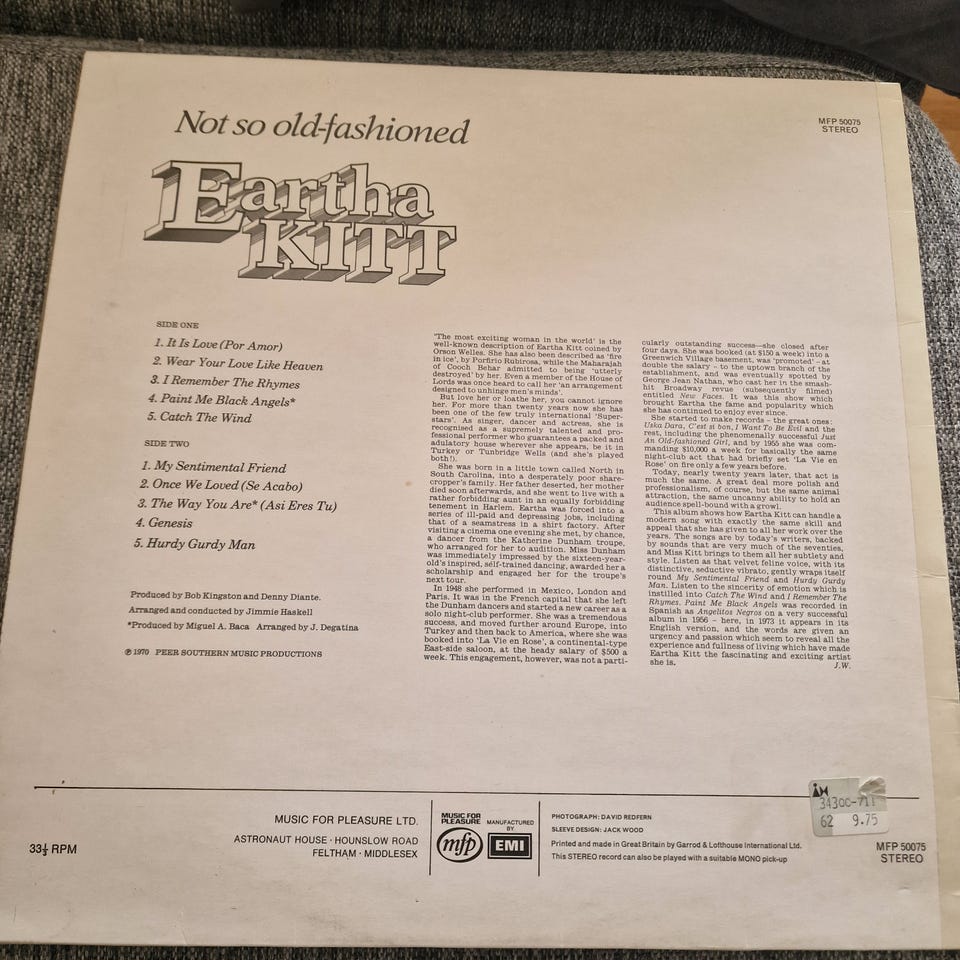 Not so old-fashioned
MFP 50075
STEREO
Eartha
KITT
SIDE ONE
1. It Is Love (Por Amor)
2. Wear Your Love Like Heaven
3. I Remember The Rhymes
4. Paint Me Black Angels*
5. Catch The Wind
SIDE TWO
1. My Sentimental Friend
2. Once We Loved (Se Acabo)
3. The Way You Are* (Asi Eres Tu)
4. Genesis
5. Hurdy Gurdy Man
Produced by Bob Kingston and Denny Diante.
Arranged and conducted by Jimmie Haskell
*Produced by Miguel A. Baca Arranged by J. Degatina
℗ 1970 PEER SOUTHERN MUSIC PRODUCTIONS
'The most exciting woman in the world' is the
well-known description of Eartha Kitt coined by
Orson Welles. She has also been described as 'fire
in ice', by Porfirio Rubirosa, while the Maharajah
of Cooch Behar admitted to being 'utterly
destroyed' by her. Even a member of the House of
Lords was once heard to call her 'an arrangement
designed to unhinge men's minds'.
But love her or loathe her, you cannot ignore
her. For more than twenty years now she has
been one of the few truly international 'Super-
stars'. As singer, dancer and actress, she is
recognised as a supremely talented and pro-
fessional performer who guarantees a packed and
adulatory house wherever she appears, be it in
Turkey or Tunbridge Wells (and she's played
both!).
She was born in a little town called North in
South Carolina, into a desperately poor share-
cropper's family. Her father deserted, her mother
died soon afterwards, and she went to live with a
rather forbidding aunt in an equally forbidding
tenement in Harlem. Eartha was forced into a
series of ill-paid and depressing jobs, including
that of a seamstress in a shirt factory. After
visiting a cinema one evening she met, by chance,
a dancer from the Katherine Dunham troupe,
who arranged for her to audition. Miss Dunham
was immediately impressed by the sixteen-year-
old's inspired, self-trained dancing, awarded her a
scholarship and engaged her for the troupe's
next tour.
In 1948 she performed in Mexico, London and
Paris. It was in the French capital that she left
the Dunham dancers and started a new career as a
solo night-club performer. She was a tremendous
success, and moved further around Europe, into
Turkey and then back to America, where she was
booked into 'La Vie en Rose', a continental-type
East-side saloon, at the heady salary of $500 a
week. This engagement, however, was not a parti-
cularly outstanding success—she closed after
four days. She was booked (at $150 a week) into a
Greenwich Village basement, was 'promoted' – at
double the salary – to the uptown branch of the
establishment, and was eventually spotted by
George Jean Nathan, who cast her in the smash-
hit Broadway revue (subsequently filmed)
entitled New Faces. It was this show which
brought Eartha the fame and popularity which
she has continued to enjoy ever since.
She started to make records – the great ones:
Uska Dara, C'est si bon, I Want To Be Evil and the
rest, including the phenomenally successful Just
An Old-fashioned Girl, and by 1955 she was com-
manding $10,000 a week for basically the same
night-club act that had briefly set 'La Vie en
Rose' on fire only a few years before.
Today, nearly twenty years later, that act is
much the same. A great deal more polish and
professionalism, of course, but the same animal
attraction, the same uncanny ability to hold an
audience spell-bound with a growl.
This album shows how Eartha Kitt can handle a
modern song with exactly the same skill and
appeal that she has given to all her work over the
years. The songs are by today's writers, backed
by sounds that are very much of the seventies,
and Miss Kitt brings to them all her subtlety and
style. Listen as that velvet feline voice, with its
distinctive, seductive vibrato, gently wraps itself
round My Sentimental Friend and Hurdy Gurdy
Man. Listen to the sincerity of emotion which is
instilled into Catch The Wind and I Remember The
Rhymes. Paint Me Black Angels was recorded in
Spanish as Angelitos Negros on a very successful
album in 1956 – here, in 1973 it appears in its
English version, and the words are given an
urgency and passion which seem to reveal all the
experience and fullness of living which have made
Eartha Kitt the fascinating and exciting artist
she is. J.W.
33⅓ RPM
MUSIC FOR PLEASURE LTD.
ASTRONAUT HOUSE · HOUNSLOW ROAD
FELTHAM · MIDDLESEX
MUSIC FOR
PLEASURE
mfp
MANUFACTURED
BY
EMI
PHOTOGRAPH: DAVID REDFERN
SLEEVE DESIGN: JACK WOOD
Printed and made in Great Britain by Garrod & Lofthouse International Ltd.
This STEREO record can also be played with a suitable MONO pick-up
34300-711
62 9.75
MFP 50075
STEREO